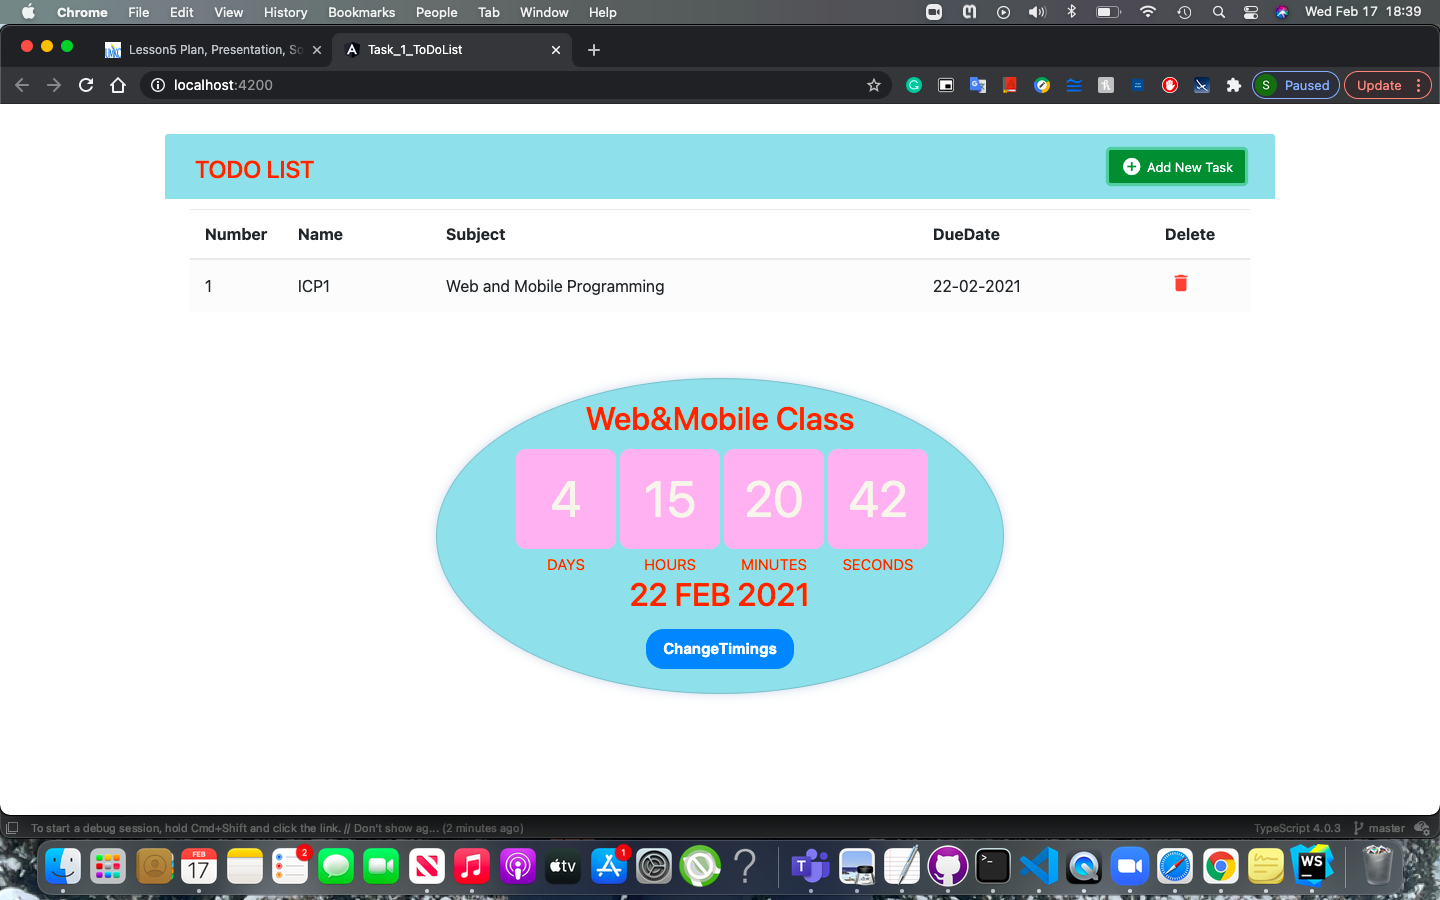 Chrome File Edit View History Bookmarks People Tab Window Help Wed Feb 17 18:39
Lesson5 Plan, Presentation, So Task_1_ToDoList
localhost:4200 S Paused Update
TODO LIST Add New Task
Number Name Subject DueDate Delete
1 ICP1 Web and Mobile Programming 22-02-2021
Web&Mobile Class
4 15 20 42
DAYS HOURS MINUTES SECONDS
22 FEB 2021
ChangeTimings
To start a debug session, hold Cmd+Shift and click the link. // Don't show ag... (2 minutes ago) TypeScript 4.0.3 master
FEB 17 2 tv 1 WS